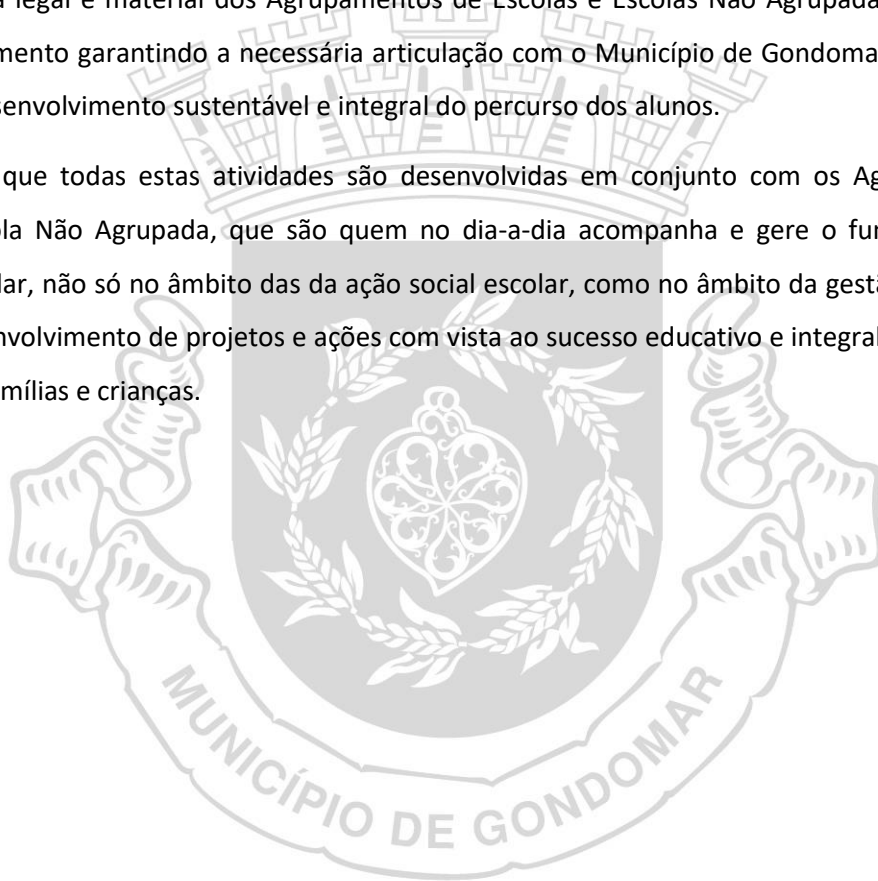 legal e material dos Agrupamentos de Escolas e Escolas Não Agrupada
mento garantindo a necessária articulação com o Município de Gondoma
senvolvimento sustentável e integral do percurso dos alunos.
que todas estas atividades são desenvolvidas em conjunto com os Ag
la Não Agrupada, que são quem no dia-a-dia acompanha e gere o fun
lar, não só no âmbito das da ação social escolar, como no âmbito da gest
nvolvimento de projetos e ações com vista ao sucesso educativo e integral
mílias e crianças.
MUNICÍPIO DE GONDOMAR